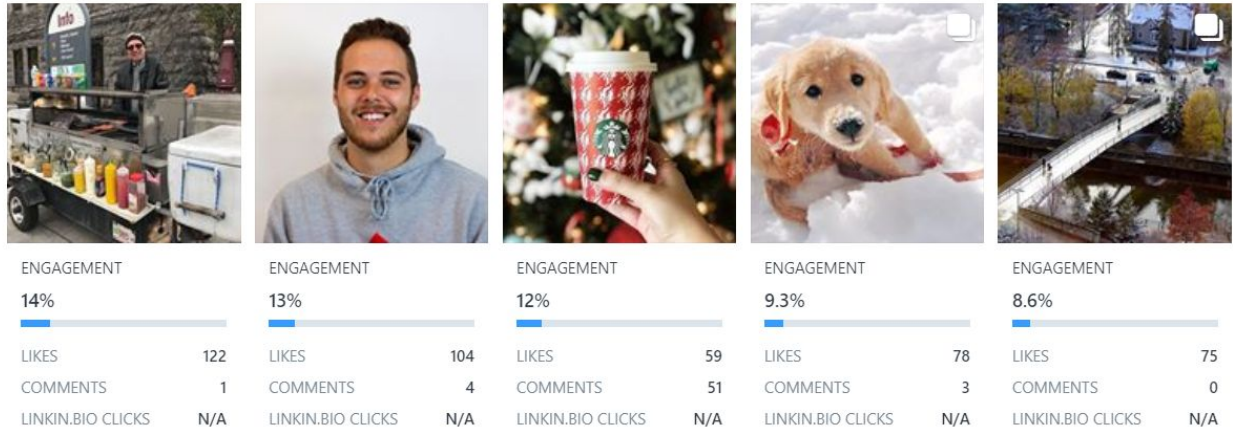 Info
ENGAGEMENT
14%
LIKES 122
COMMENTS 1
LINKIN.BIO CLICKS N/A
ENGAGEMENT
13%
LIKES 104
COMMENTS 4
LINKIN.BIO CLICKS N/A
ENGAGEMENT
12%
LIKES 59
COMMENTS 51
LINKIN.BIO CLICKS N/A
ENGAGEMENT
9.3%
LIKES 78
COMMENTS 3
LINKIN.BIO CLICKS N/A
ENGAGEMENT
8.6%
LIKES 75
COMMENTS 0
LINKIN.BIO CLICKS N/A